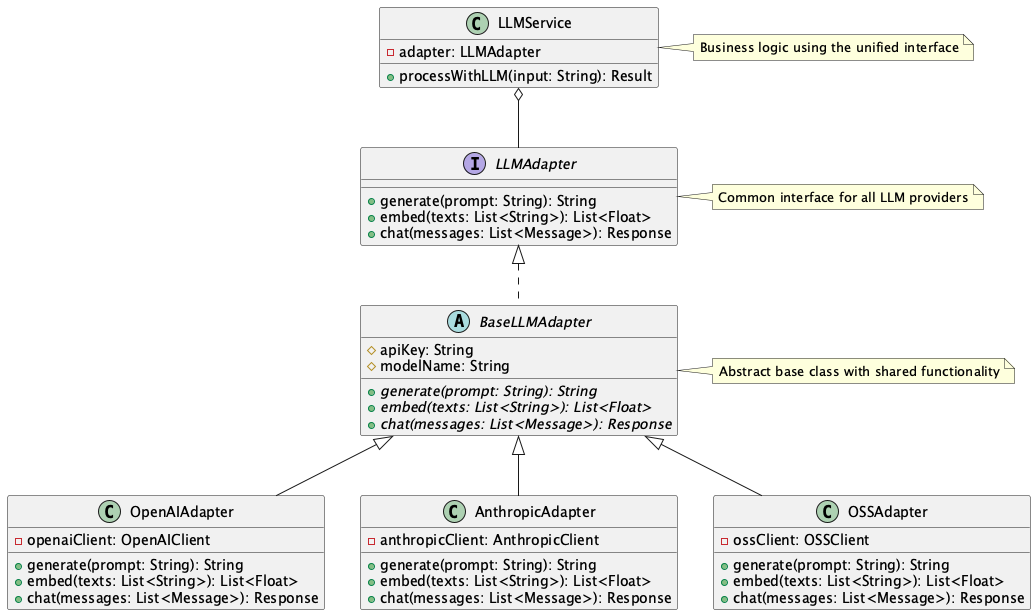 C LLMService
adapter: LLMAdapter
processWithLLM(input: String): Result
Business logic using the unified interface
I LLMAdapter
generate(prompt: String): String
embed(texts: List<String>): List<Float>
chat(messages: List<Message>): Response
Common interface for all LLM providers
A BaseLLMAdapter
apiKey: String
modelName: String
generate(prompt: String): String
embed(texts: List<String>): List<Float>
chat(messages: List<Message>): Response
Abstract base class with shared functionality
C OpenAIAdapter
openaiClient: OpenAIClient
generate(prompt: String): String
embed(texts: List<String>): List<Float>
chat(messages: List<Message>): Response
C AnthropicAdapter
anthropicClient: AnthropicClient
generate(prompt: String): String
embed(texts: List<String>): List<Float>
chat(messages: List<Message>): Response
C OSSAdapter
ossClient: OSSClient
generate(prompt: String): String
embed(texts: List<String>): List<Float>
chat(messages: List<Message>): Response